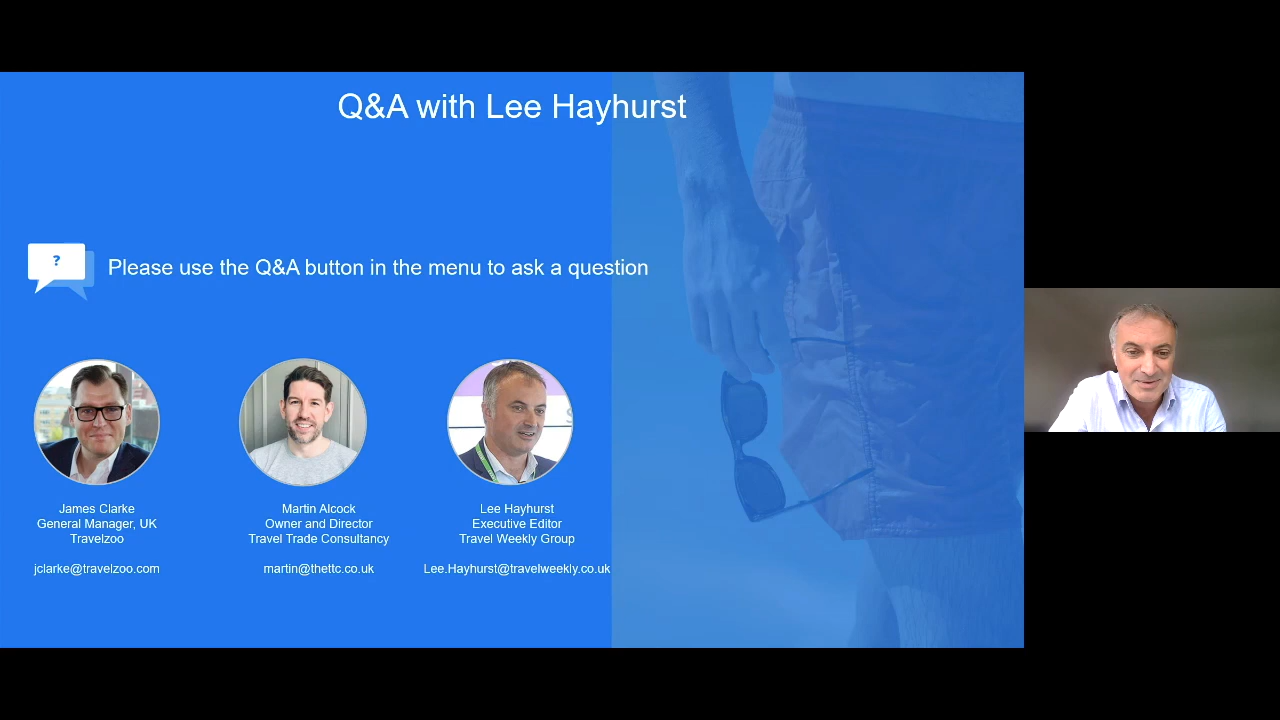 Q&A with Lee Hayhurst
?
Please use the Q&A button in the menu to ask a question
James Clarke
General Manager, UK
Travelzoo
jclarke@travelzoo.com
Martin Alcock
Owner and Director
Travel Trade Consultancy
martin@thettc.co.uk
Lee Hayhurst
Executive Editor
Travel Weekly Group
Lee.Hayhurst@travelweekly.co.uk